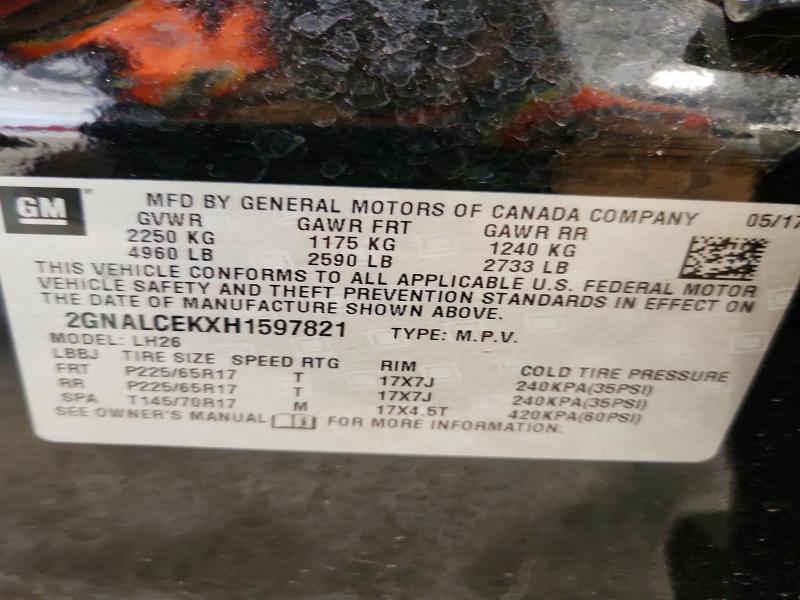 GM® MFD BY GENERAL MOTORS OF CANADA COMPANY 05/17
GVWR GAWR FRT GAWR RR
2250 KG 1175 KG 1240 KG
4960 LB 2590 LB 2733 LB
THIS VEHICLE CONFORMS TO ALL APPLICABLE U.S. FEDERAL MOTOR
VEHICLE SAFETY AND THEFT PREVENTION STANDARDS IN EFFECT ON
THE DATE OF MANUFACTURE SHOWN ABOVE.
2GNALCEKXH1597821 TYPE: M.P.V.
MODEL: LH26
LBBJ TIRE SIZE SPEED RTG RIM COLD TIRE PRESSURE
FRT P225/65R17 T 17X7J 240KPA(35PSI)
RR P225/65R17 T 17X7J 240KPA(35PSI)
SPA T145/70R17 M 17X4.5T 420KPA(60PSI)
SEE OWNER'S MANUAL FOR MORE INFORMATION.